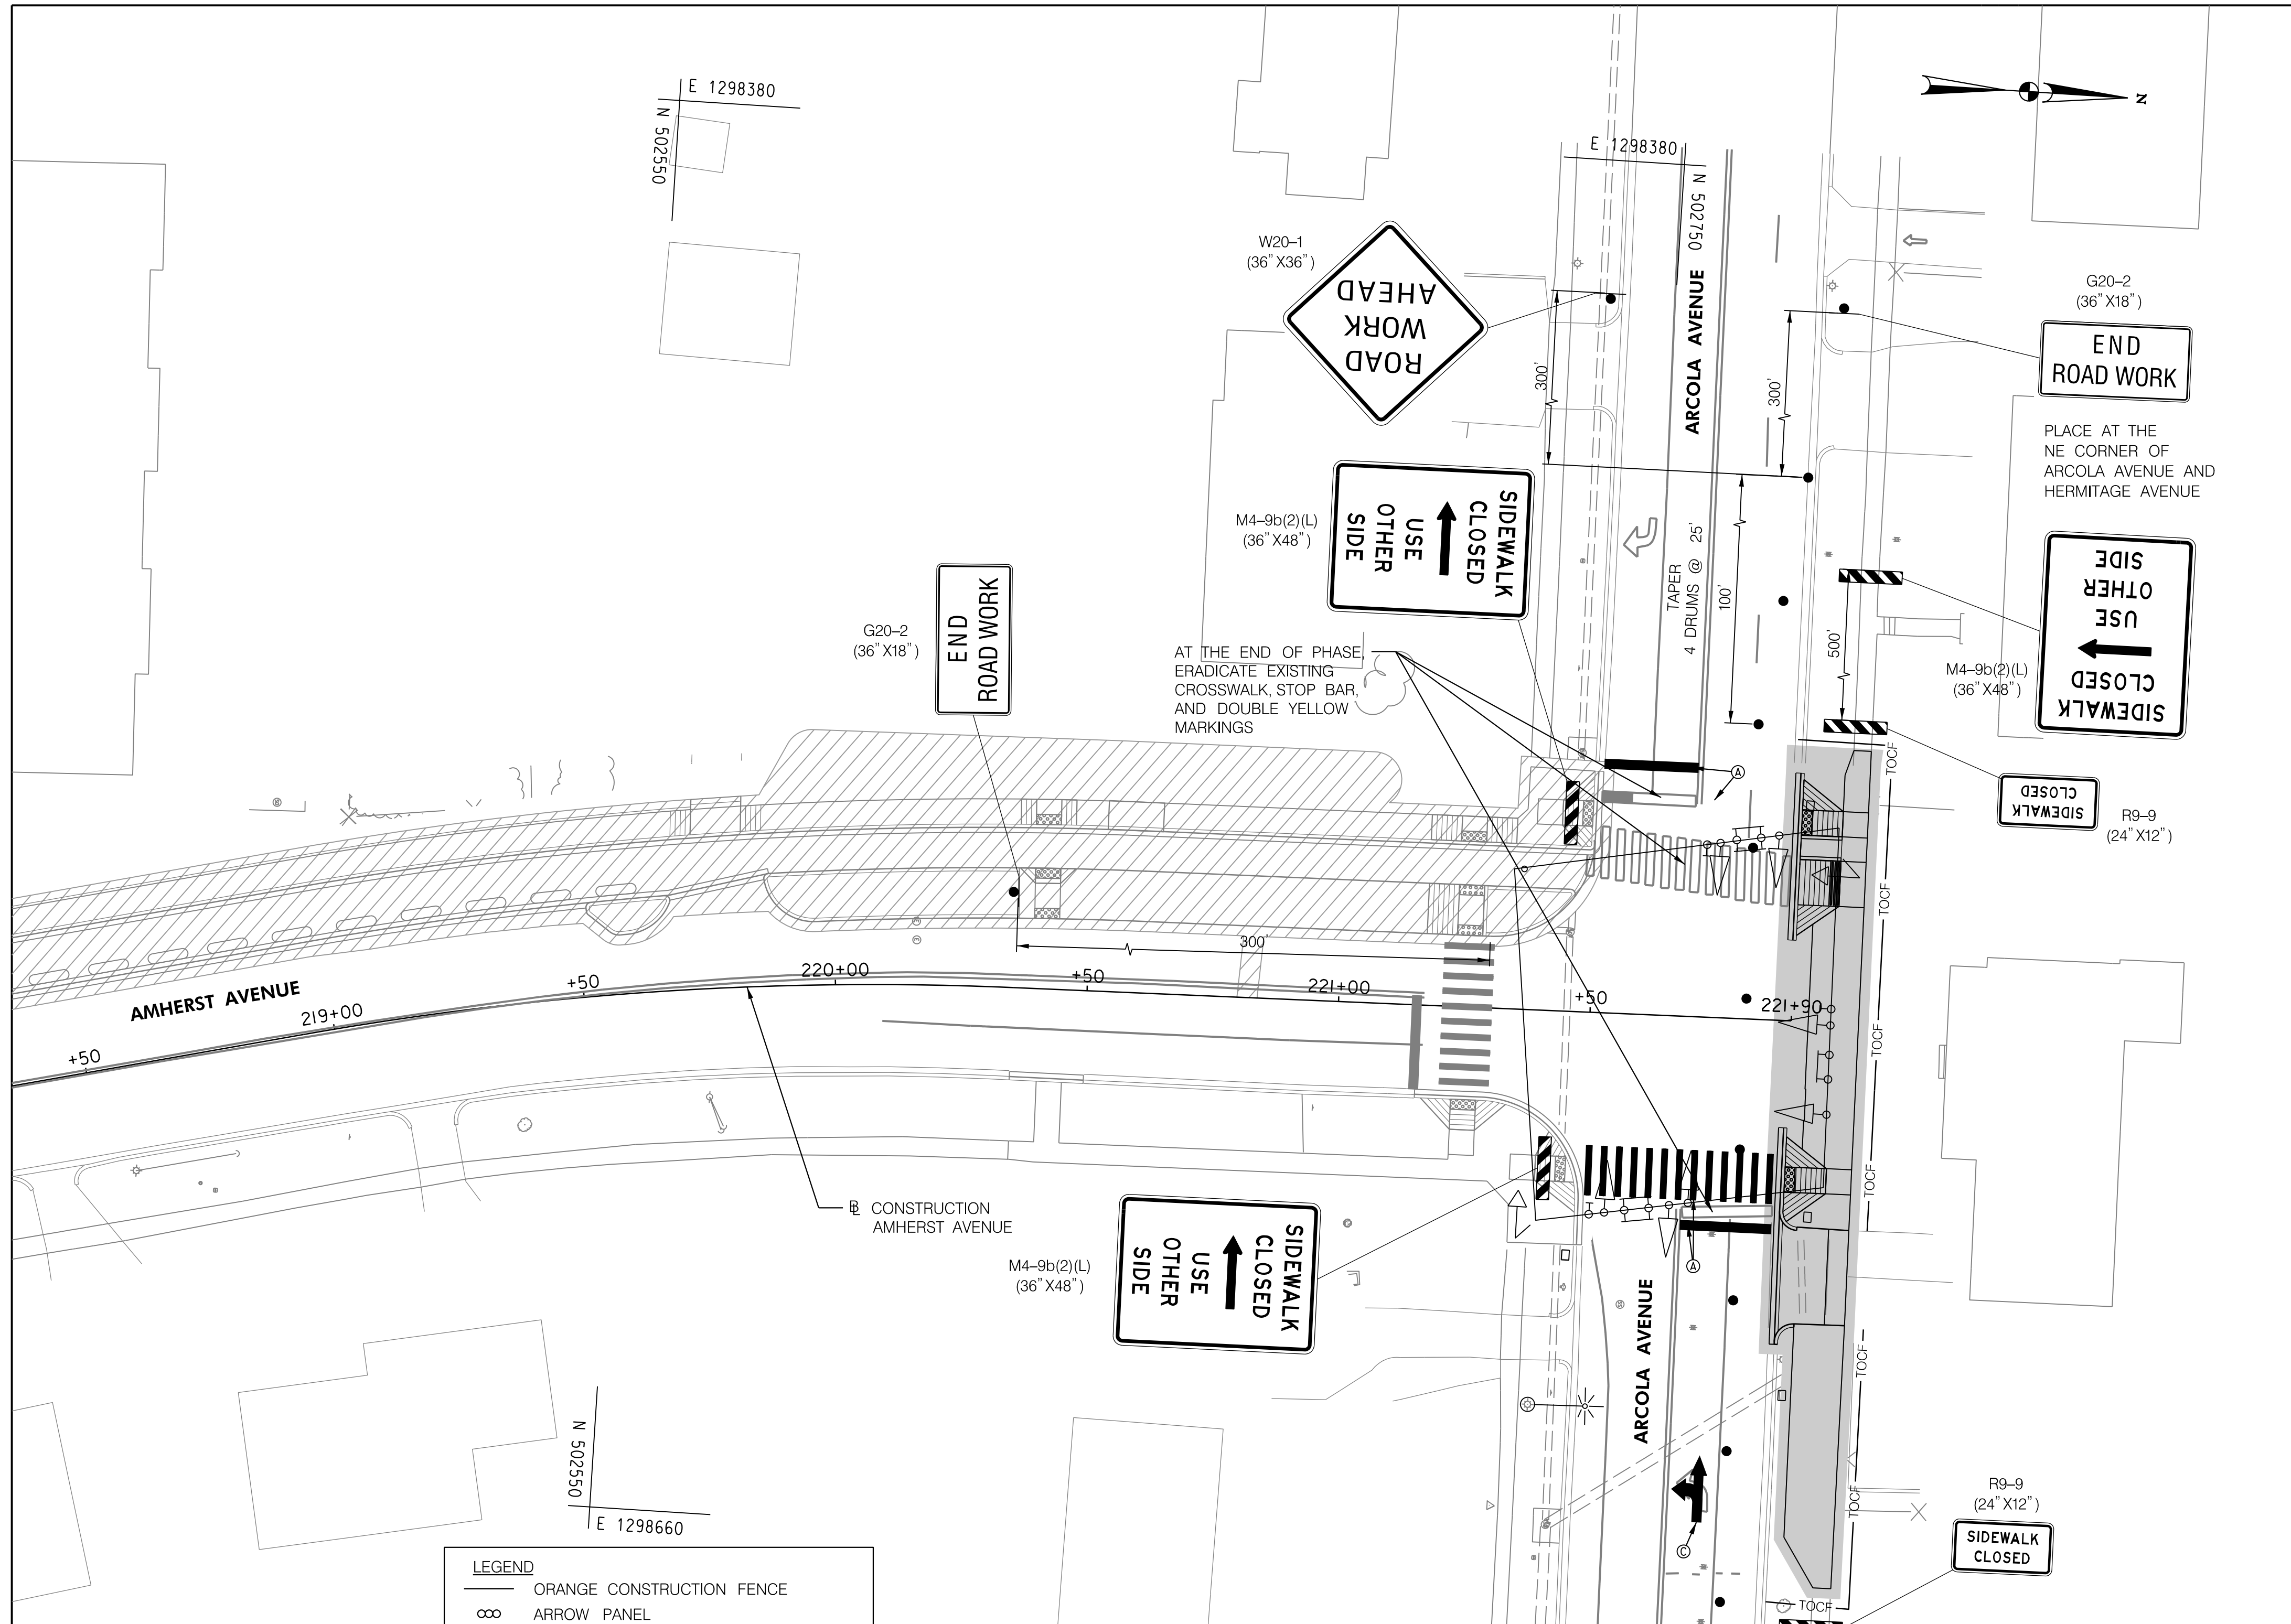 E 1298380
N 502550
E 1298380
N 502750
N
W20-1
(36"X36")
ROAD
WORK
AHEAD
300'
ARCOLA AVENUE
300'
G20-2
(36"X18")
END
ROAD WORK
PLACE AT THE
NE CORNER OF
ARCOLA AVENUE AND
HERMITAGE AVENUE
M4-9b(2)(L)
(36"X48")
SIDEWALK
CLOSED
USE
OTHER
SIDE
TAPER
4 DRUMS @ 25'
100'
500'
M4-9b(2)(L)
(36"X48")
SIDEWALK
CLOSED
USE
OTHER
SIDE
G20-2
(36"X18")
END
ROAD WORK
AT THE END OF PHASE,
ERADICATE EXISTING
CROSSWALK, STOP BAR,
AND DOUBLE YELLOW
MARKINGS
A
TOCF
SIDEWALK
CLOSED
R9-9
(24"X12")
TOCF
TOCF
TOCF
TOCF
TOCF
TOCF
TOCF
300'
AMHERST AVENUE
+50
219+00
+50
220+00
+50
221+00
+50
221+90
B CONSTRUCTION
AMHERST AVENUE
M4-9b(2)(L)
(36"X48")
SIDEWALK
CLOSED
USE
OTHER
SIDE
A
ARCOLA AVENUE
C
R9-9
(24"X12")
SIDEWALK
CLOSED
N 502550
E 1298660
LEGEND
ORANGE CONSTRUCTION FENCE
ARROW PANEL